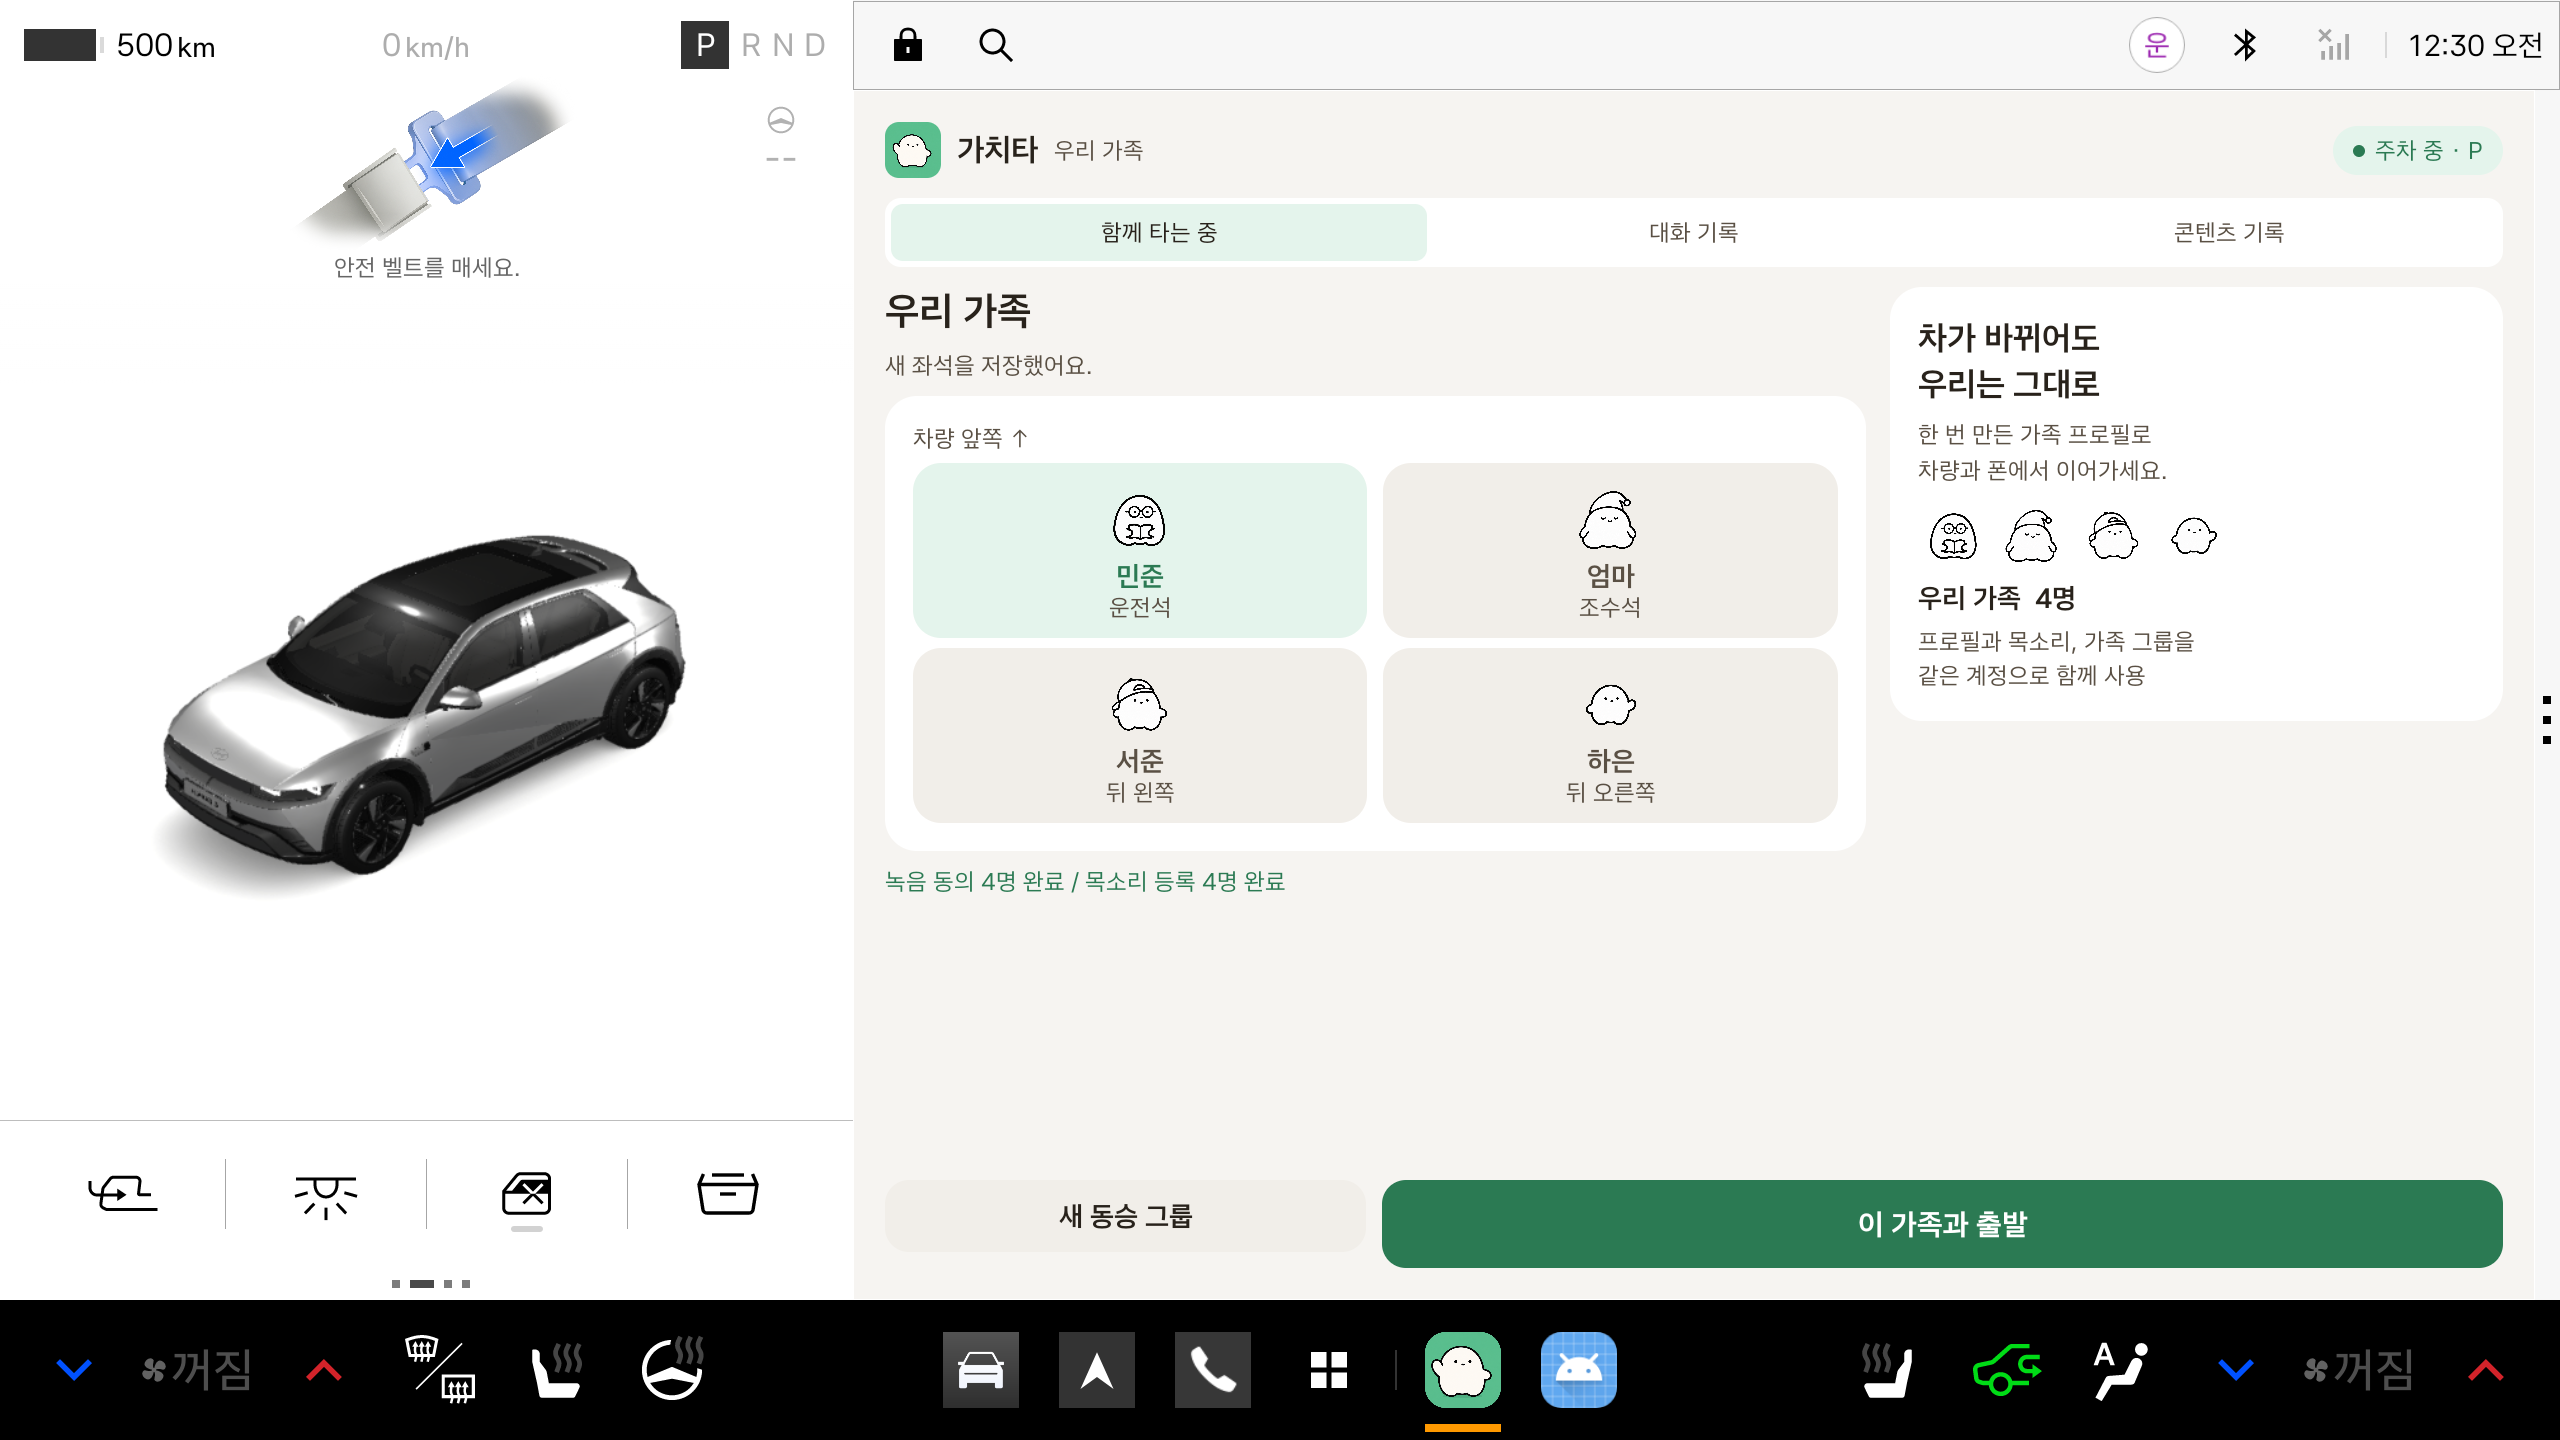 500 km
0 km/h
P R N D
안전 벨트를 매세요.
운
12:30 오전
가치타 우리 가족
주차 중 · P
함께 타는 중
대화 기록
콘텐츠 기록
우리 가족
새 좌석을 저장했어요.
차량 앞쪽 ↑
민준
운전석
엄마
조수석
서준
뒤 왼쪽
하은
뒤 오른쪽
녹음 동의 4명 완료 / 목소리 등록 4명 완료
차가 바뀌어도
우리는 그대로
한 번 만든 가족 프로필로
차량과 폰에서 이어가세요.
우리 가족 4명
프로필과 목소리, 가족 그룹을
같은 계정으로 함께 사용
새 동승 그룹
이 가족과 출발
꺼짐
A
꺼짐